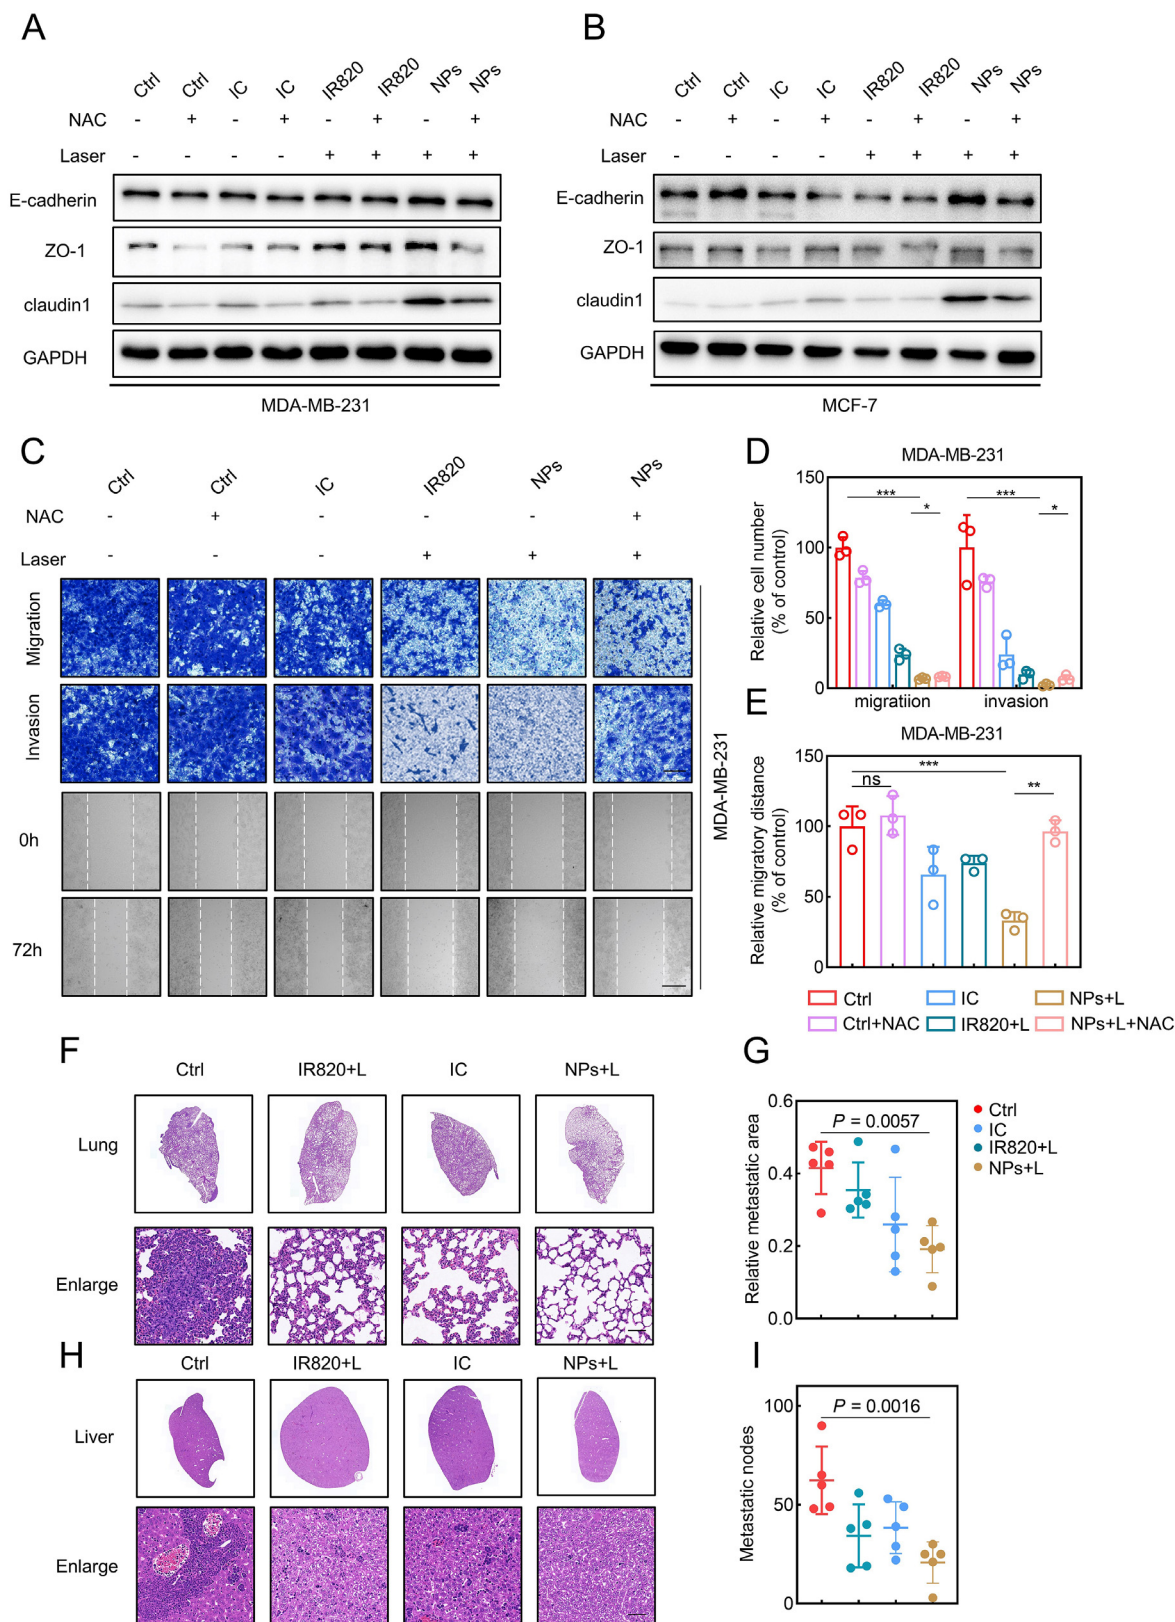 A
Ctrl Ctrl IC IC IR820 IR820 NPs NPs
NAC - + - + - + - +
Laser - - - - + + + +
E-cadherin
ZO-1
claudin1
GAPDH
MDA-MB-231
B
Ctrl Ctrl IC IC IR820 IR820 NPs NPs
NAC - + - + - + - +
Laser - - - - + + + +
E-cadherin
ZO-1
claudin1
GAPDH
MCF-7
C
Ctrl Ctrl IC IR820 NPs NPs
NAC - + - - - +
Laser - - - + + +
Migration
Invasion
0h
72h
MDA-MB-231
D
MDA-MB-231
Relative cell number
(% of control)
150
100
50
0
*** * *** *
migratiion invasion
E
MDA-MB-231
Relative migratory distance
(% of control)
150
100
50
0
***
ns **
Ctrl IC NPs+L
Ctrl+NAC IR820+L NPs+L+NAC
F
Ctrl IR820+L IC NPs+L
Lung
Enlarge
G
Relative metastatic area
0.6
0.4
0.2
0.0
P = 0.0057
Ctrl
IC
IR820+L
NPs+L
H
Ctrl IR820+L IC NPs+L
Liver
Enlarge
I
Metastatic nodes
100
50
0
P = 0.0016